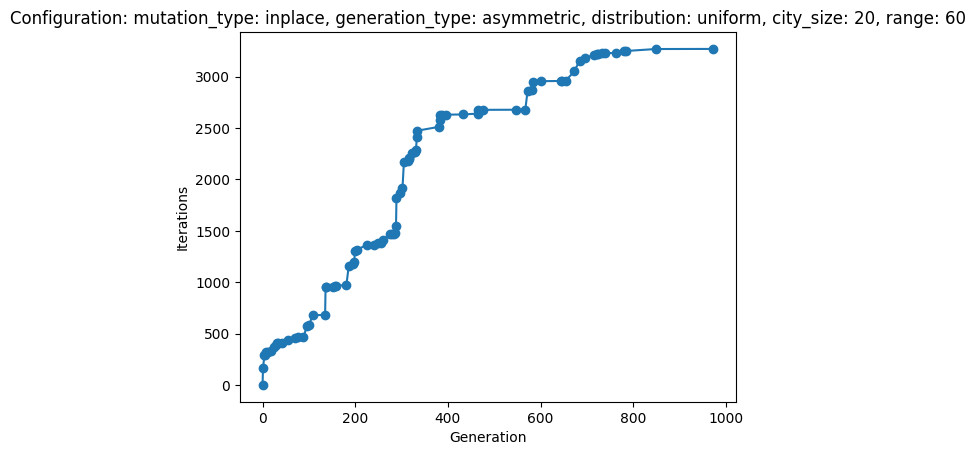 Configuration: mutation_type: inplace, generation_type: asymmetric, distribution: uniform, city_size: 20, range: 60
3000
2500
2000
1500
1000
500
0
Iterations
0 200 400 600 800 1000
Generation